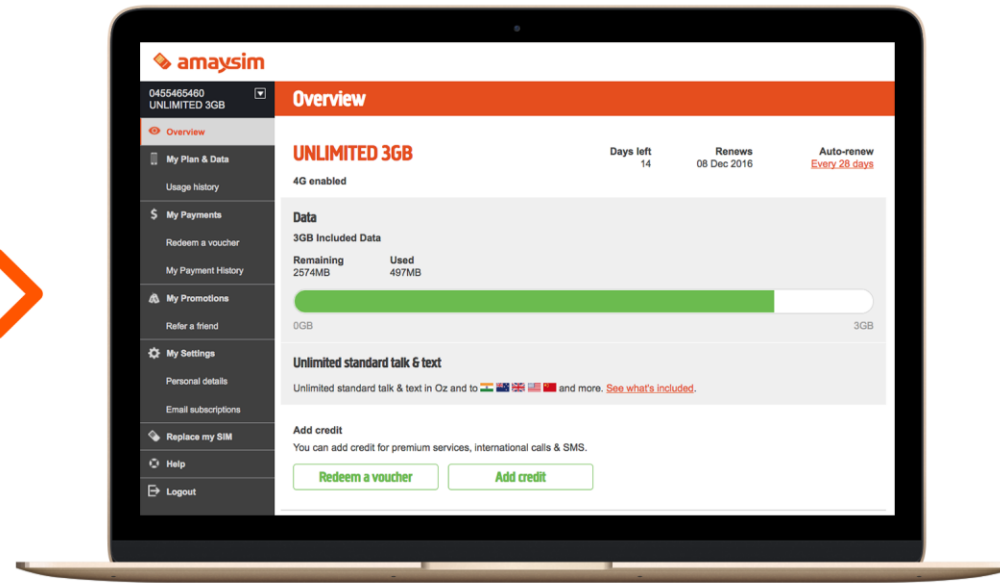 amaysim
0455465460
UNLIMITED 3GB
Overview
My Plan & Data
Usage history
My Payments
Redeem a voucher
My Payment History
My Promotions
Refer a friend
My Settings
Personal details
Email subscriptions
Replace my SIM
Help
Logout
Overview
UNLIMITED 3GB
4G enabled
Days left
14
Renews
08 Dec 2016
Auto-renew
Every 28 days
Data
3GB Included Data
Remaining Used
2574MB 497MB
0GB 3GB
Unlimited standard talk & text
Unlimited standard talk & text in Oz and to and more. See what's included.
Add credit
You can add credit for premium services, international calls & SMS.
Redeem a voucher Add credit